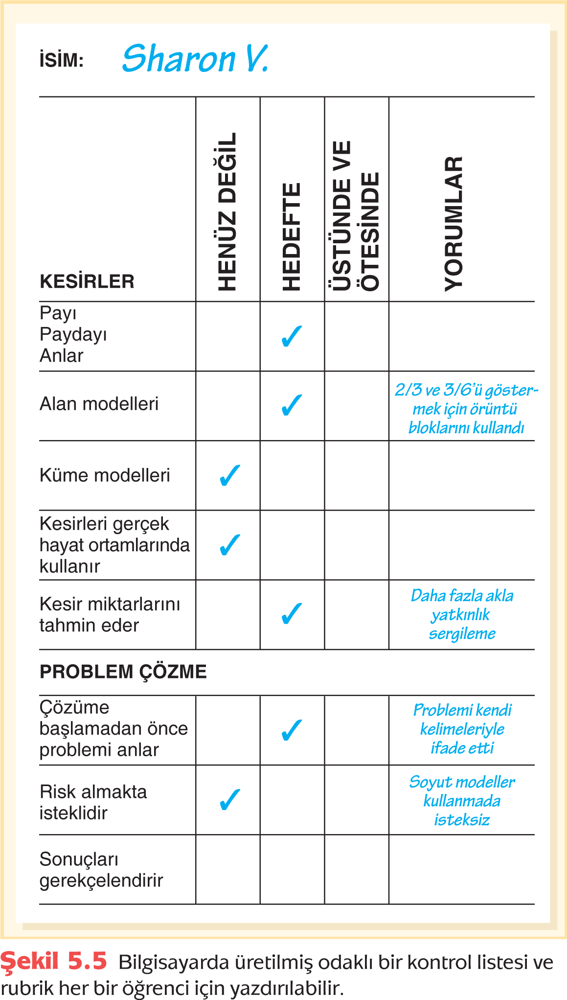 İSİM: Sharon V.
KESİRLER
HENÜZ DEĞİL
HEDEFTE
ÜSTÜNDE VE
ÖTESİNDE
YORUMLAR
Payı
Paydayı
Anlar
✓
Alan modelleri
✓
2/3 ve 3/6’ü göster-
mek için örüntü
bloklarını kullandı
Küme modelleri
✓
Kesirleri gerçek
hayat ortamlarında
kullanır
✓
Kesir miktarlarını
tahmin eder
✓
Daha fazla akla
yatkınlık
sergileme
PROBLEM ÇÖZME
Çözüme
başlamadan önce
problemi anlar
✓
Problemi kendi
kelimeleriyle
ifade etti
Risk almakta
isteklidir
✓
Soyut modeller
kullanmada
isteksiz
Sonuçları
gerekçelendirir
Şekil 5.5 Bilgisayarda üretilmiş odaklı bir kontrol listesi ve
rubrik her bir öğrenci için yazdırılabilir.